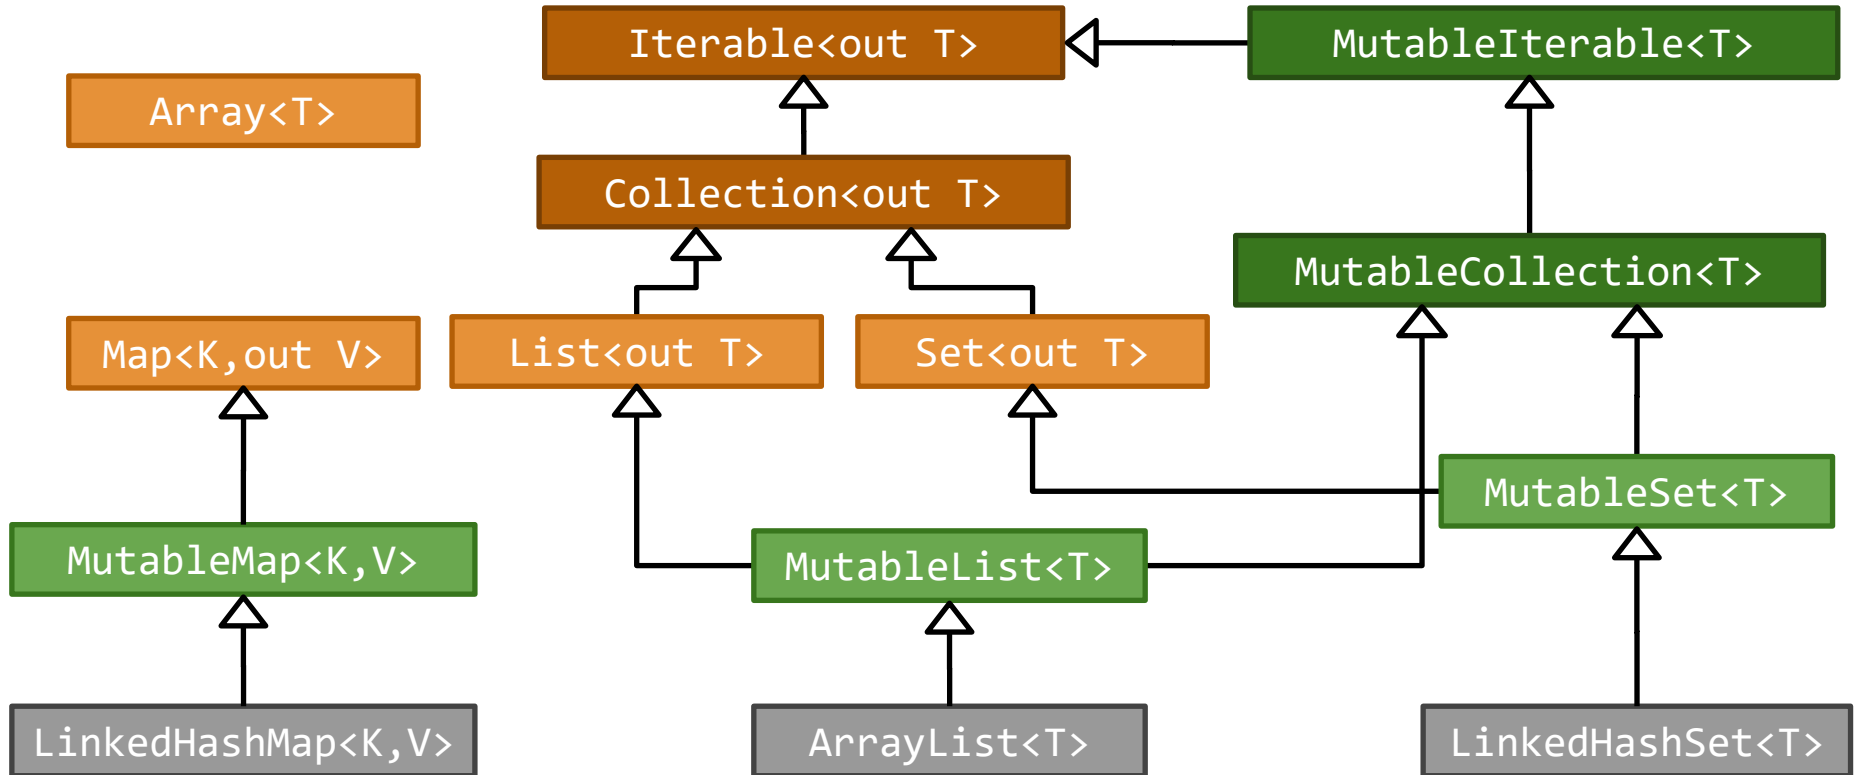 Iterable<out T>
MutableIterable<T>
Array<T>
Collection<out T>
MutableCollection<T>
Map<K,out V>
List<out T>
Set<out T>
MutableSet<T>
MutableMap<K,V>
MutableList<T>
LinkedHashMap<K,V>
ArrayList<T>
LinkedHashSet<T>